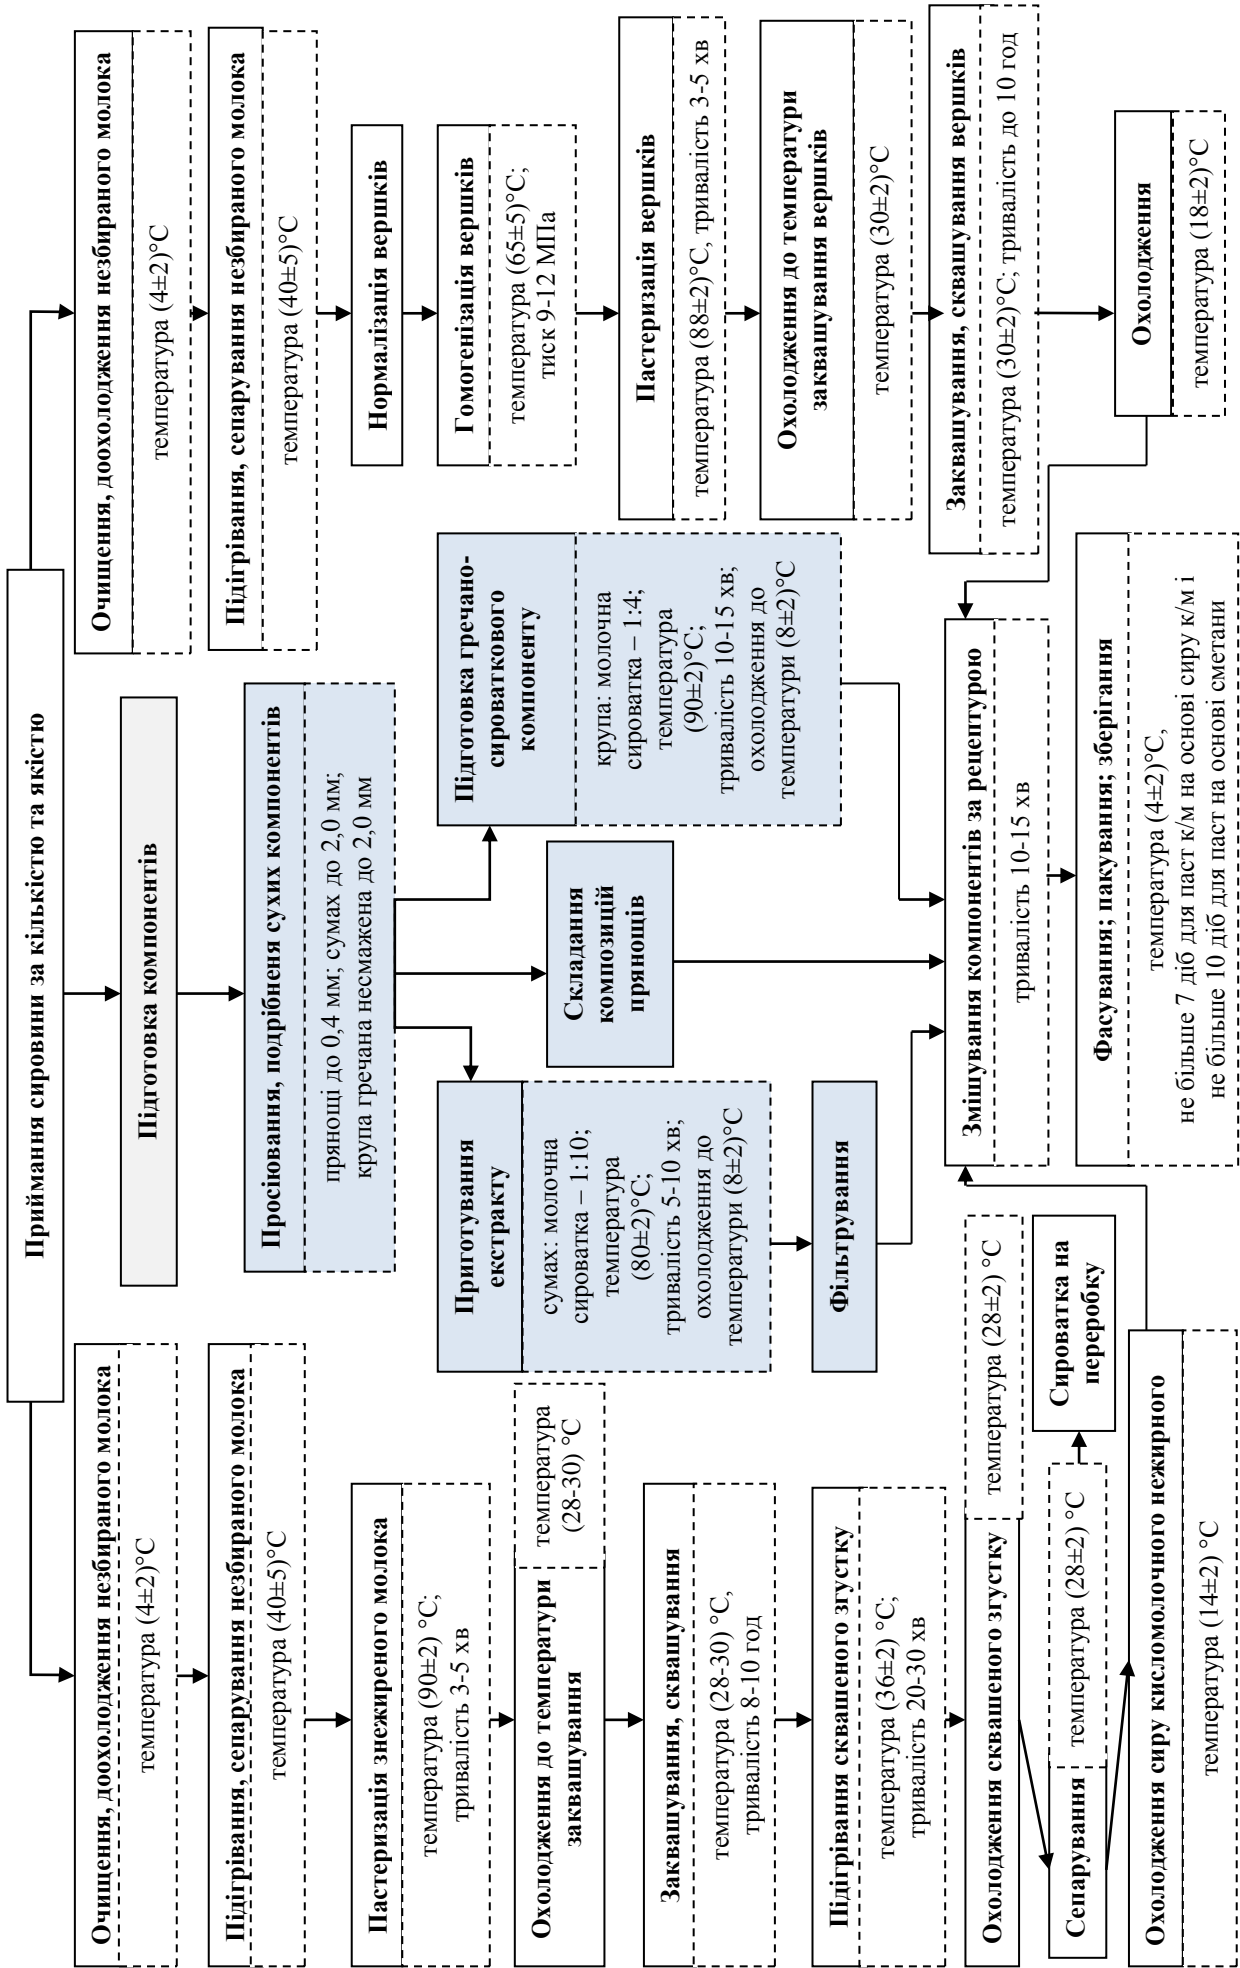 Приймання сировини за кількістю та якістю
Очищення, доохолодження незбираного молока
температура (4±2)°С
Підігрівання, сепарування незбираного молока
температура (40±5)°С
Пастеризація знежиреного молока
температура (90±2) °С;
тривалість 3-5 хв
Охолодження до температури
заквашування
температура
(28-30) °С
Заквашування, сквашування
температура (28-30) °С,
тривалість 8-10 год
Підігрівання сквашеного згустку
температура (36±2) °С;
тривалість 20-30 хв
Охолодження сквашеного згустку
температура (28±2) °С
Сепарування
температура (28±2) °С
Сироватка на
переробку
Охолодження сиру кисломолочного нежирного
температура (14±2) °С
Підготовка компонентів
Просіювання, подрібненя сухих компонентів
прянощі до 0,4 мм; сумах до 2,0 мм;
крупа гречана несмажена до 2,0 мм
Приготування
екстракту
сумах: молочна
сироватка – 1:10;
температура
(80±2)°С;
тривалість 5-10 хв;
охолодження до
температури (8±2)°С
Фільтрування
Складання
композицій
прянощів
Підготовка гречано-
сироваткового
компоненту
крупа: молочна
сироватка – 1:4;
температура
(90±2)°С;
тривалість 10-15 хв;
охолодження до
температури (8±2)°С
Змішування компонентів за рецептурою
тривалість 10-15 хв
Фасування; пакування; зберігання
температура (4±2)°С,
не більше 7 діб для паст к/м на основі сиру к/м і
не більше 10 діб для паст на основі сметани
Очищення, доохолодження незбираного молока
температура (4±2)°С
Підігрівання, сепарування незбираного молока
температура (40±5)°С
Нормалізація вершків
Гомогенізація вершків
температура (65±5)°С;
тиск 9-12 МПа
Пастеризація вершків
температура (88±2)°С, тривалість 3-5 хв
Охолодження до температури
заквашування вершків
температура (30±2)°С
Заквашування, сквашування вершків
температура (30±2)°С; тривалість до 10 год
Охолодження
температура (18±2)°С